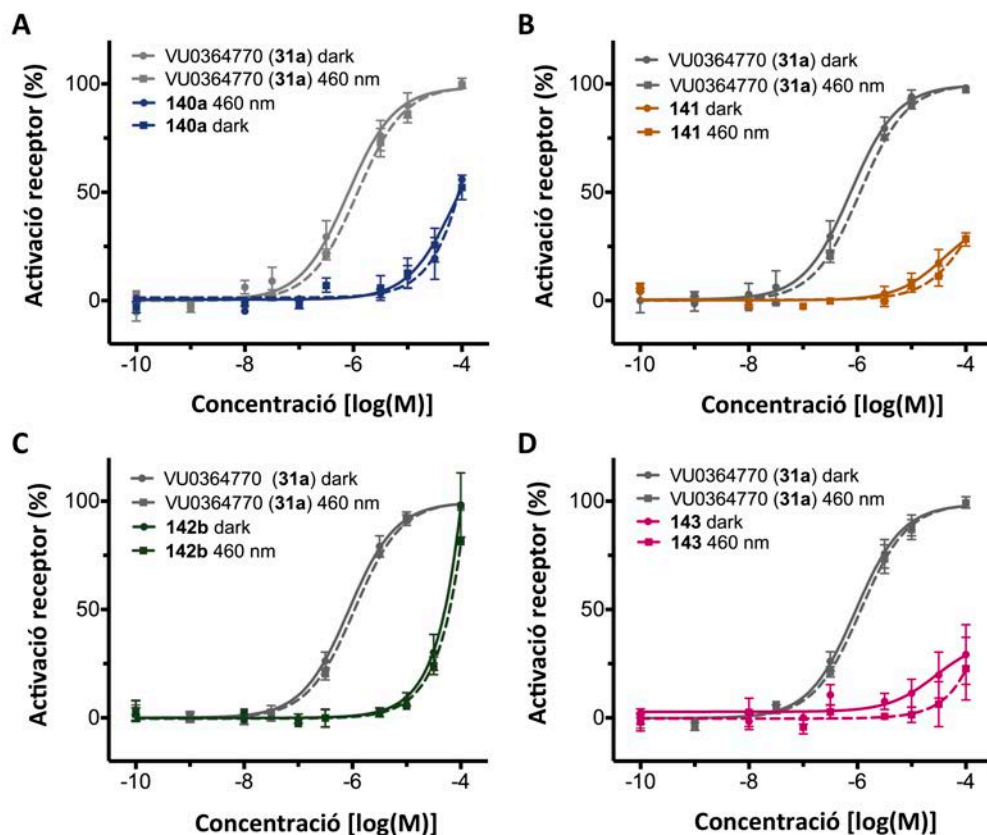 A
Activació receptor (%)
VU0364770 (31a) dark
VU0364770 (31a) 460 nm
140a 460 nm
140a dark
100
50
0
-10
-8
-6
-4
Concentració [log(M)]
B
Activació receptor (%)
VU0364770 (31a) dark
VU0364770 (31a) 460 nm
141 dark
141 460 nm
100
50
0
-10
-8
-6
-4
Concentració [log(M)]
C
Activació receptor (%)
VU0364770 (31a) dark
VU0364770 (31a) 460 nm
142b dark
142b 460 nm
100
50
0
-10
-8
-6
-4
Concentració [log(M)]
D
Activació receptor (%)
VU0364770 (31a) dark
VU0364770 (31a) 460 nm
143 dark
143 460 nm
100
50
0
-10
-8
-6
-4
Concentració [log(M)]